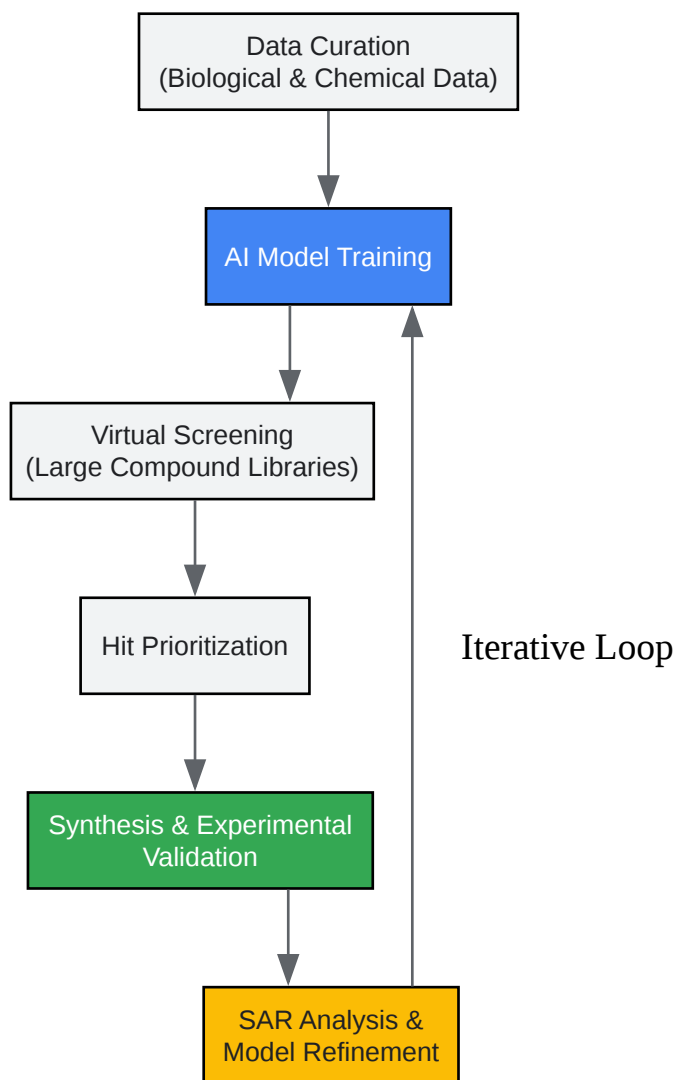 Data Curation
(Biological & Chemical Data)
AI Model Training
Virtual Screening
(Large Compound Libraries)
Hit Prioritization
Iterative Loop
Synthesis & Experimental
Validation
SAR Analysis &
Model Refinement